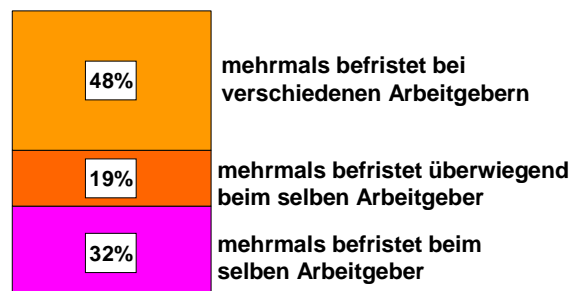 48%
mehrmals befristet bei
verschiedenen Arbeitgebern
19%
mehrmals befristet überwiegend
beim selben Arbeitgeber
32%
mehrmals befristet beim
selben Arbeitgeber